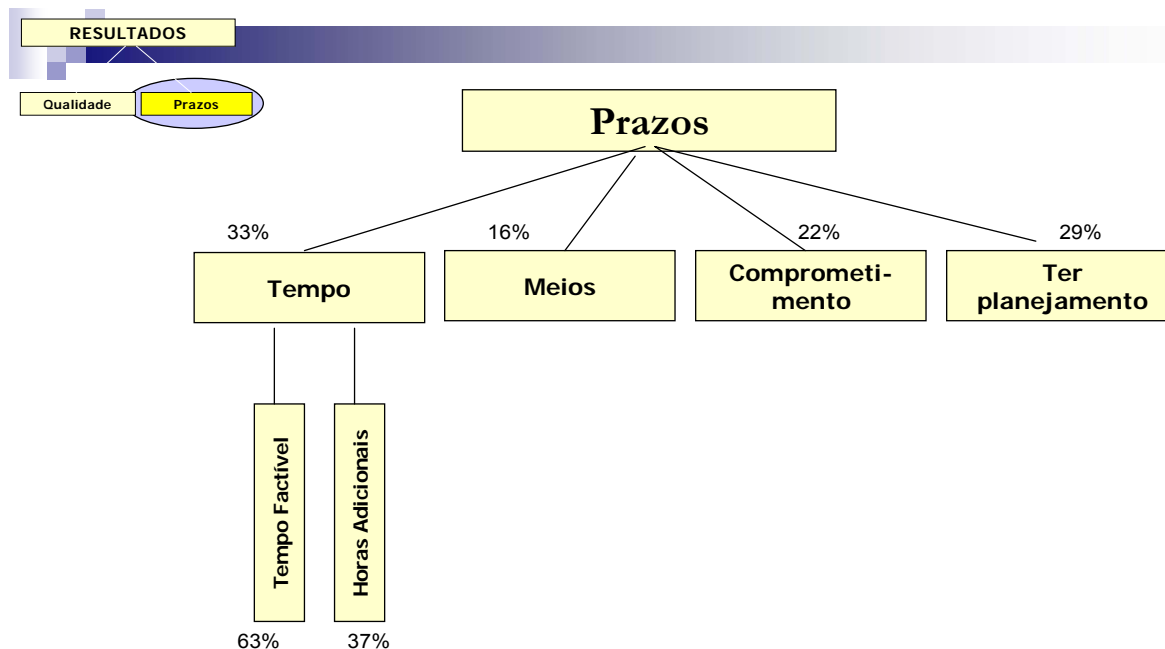 RESULTADOS
Qualidade
Prazos
Prazos
33%
16%
22%
29%
Tempo
Meios
Comprometi-
mento
Ter
planejamento
Tempo Factível
Horas Adicionais
63%
37%